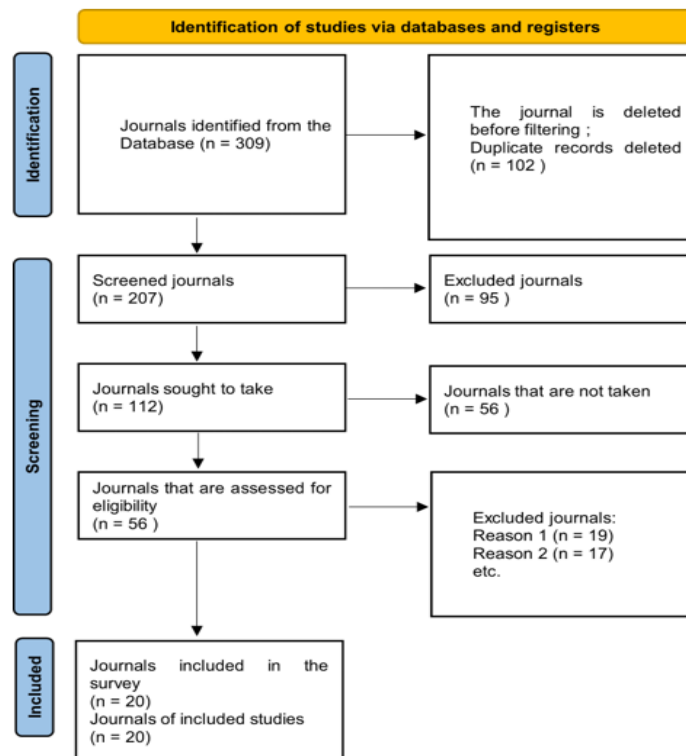 Identification of studies via databases and registers
Identification
Journals identified from the
Database (n = 309)
The journal is deleted
before filtering ;
Duplicate records deleted
(n = 102 )
Screening
Screened journals
(n = 207)
Excluded journals
(n = 95 )
Journals sought to take
(n = 112)
Journals that are not taken
(n = 56 )
Journals that are assessed for
eligibility
(n = 56 )
Excluded journals:
Reason 1 (n = 19)
Reason 2 (n = 17)
etc.
Included
Journals included in the
survey
(n = 20)
Journals of included studies
(n = 20)